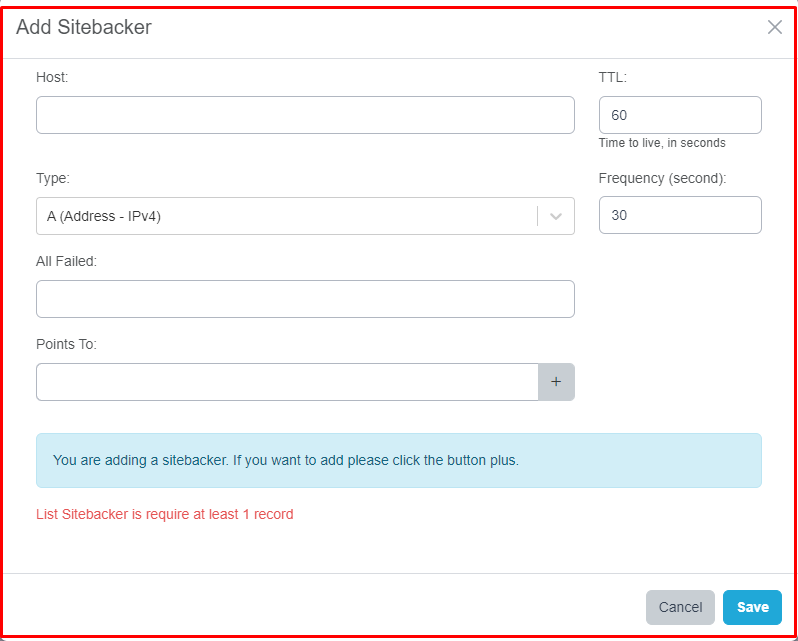 Add Sitebacker
Host:
TTL:
60
Time to live, in seconds
Type:
Frequency (second):
A (Address - IPv4)
30
All Failed:
Points To:
+
You are adding a sitebacker. If you want to add please click the button plus.
List Sitebacker is require at least 1 record
Cancel
Save